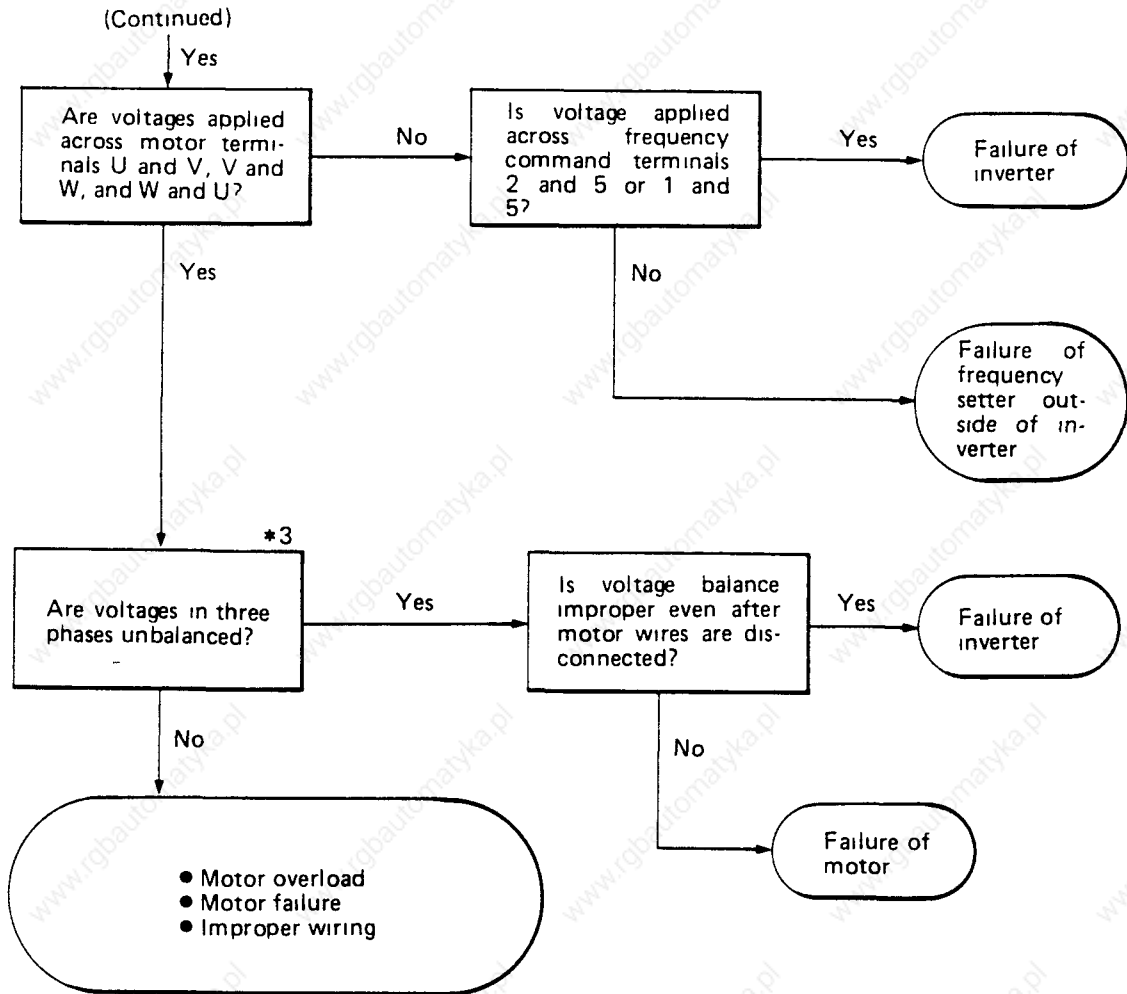 (Continued)
Yes
Are voltages applied
across motor termi-
nals U and V, V and
W, and W and U?
No
Is voltage applied
across frequency
command terminals
2 and 5 or 1 and
5?
Yes
Failure of
inverter
Yes
No
Failure of
frequency
setter out-
side of in-
verter
*3
Are voltages in three
phases unbalanced?
Yes
Is voltage balance
improper even after
motor wires are dis-
connected?
Yes
Failure of
inverter
No
No
Failure of
motor
● Motor overload
● Motor failure
● Improper wiring
www.rgbautomatyka.pl